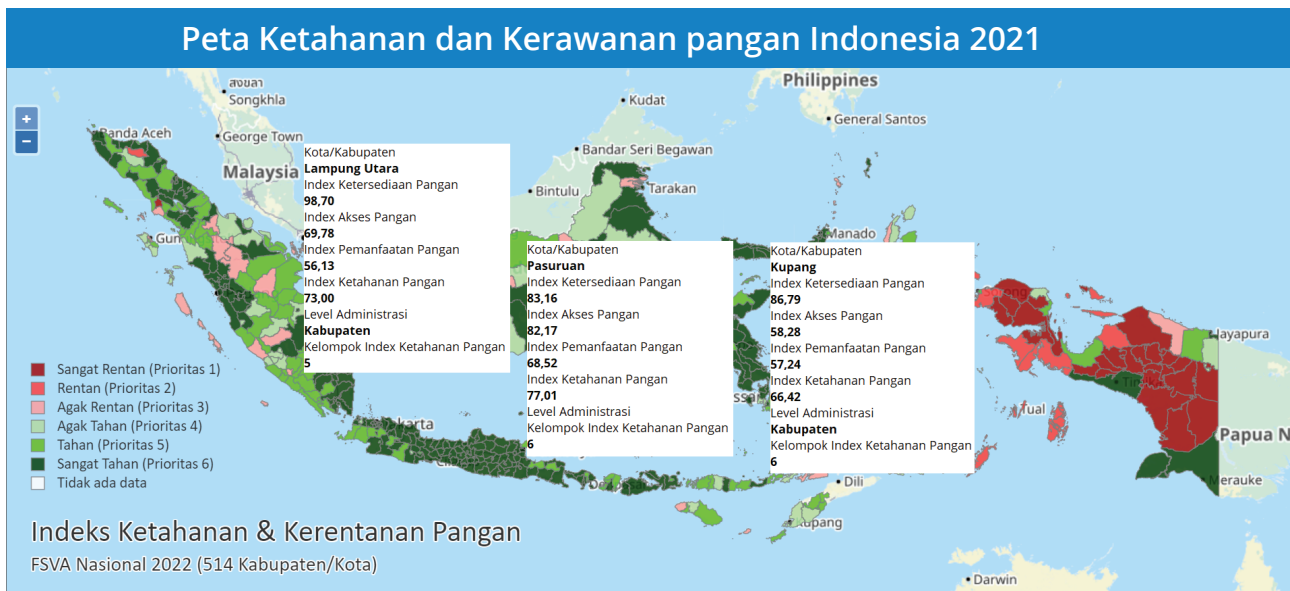 Peta Ketahanan dan Kerawanan pangan Indonesia 2021
+
−
สงขลา
Songkhla
Banda Aceh
George Town
Malaysia
Philippines
Kudat
General Santos
Bandar Seri Begawan
Bintulu
Tarakan
Manado
Gun
Kota/Kabupaten
Lampung Utara
Index Ketersediaan Pangan
98,70
Index Akses Pangan
69,78
Index Pemanfaatan Pangan
56,13
Index Ketahanan Pangan
73,00
Level Administrasi
Kabupaten
Kelompok Index Ketahanan Pangan
5
Kota/Kabupaten
Pasuruan
Index Ketersediaan Pangan
83,16
Index Akses Pangan
82,17
Index Pemanfaatan Pangan
68,52
Index Ketahanan Pangan
77,01
Level Administrasi
Kelompok Index Ketahanan Pangan
6
Kota/Kabupaten
Kupang
Index Ketersediaan Pangan
86,79
Index Akses Pangan
58,28
Index Pemanfaatan Pangan
57,24
Index Ketahanan Pangan
66,42
Level Administrasi
Kabupaten
Kelompok Index Ketahanan Pangan
6
Jayapura
Tual
Papua N
Merauke
Dili
Kupang
Darwin
Sangat Rentan (Prioritas 1)
Rentan (Prioritas 2)
Agak Rentan (Prioritas 3)
Agak Tahan (Prioritas 4)
Tahan (Prioritas 5)
Sangat Tahan (Prioritas 6)
Tidak ada data
Indeks Ketahanan & Kerentanan Pangan
FSVA Nasional 2022 (514 Kabupaten/Kota)